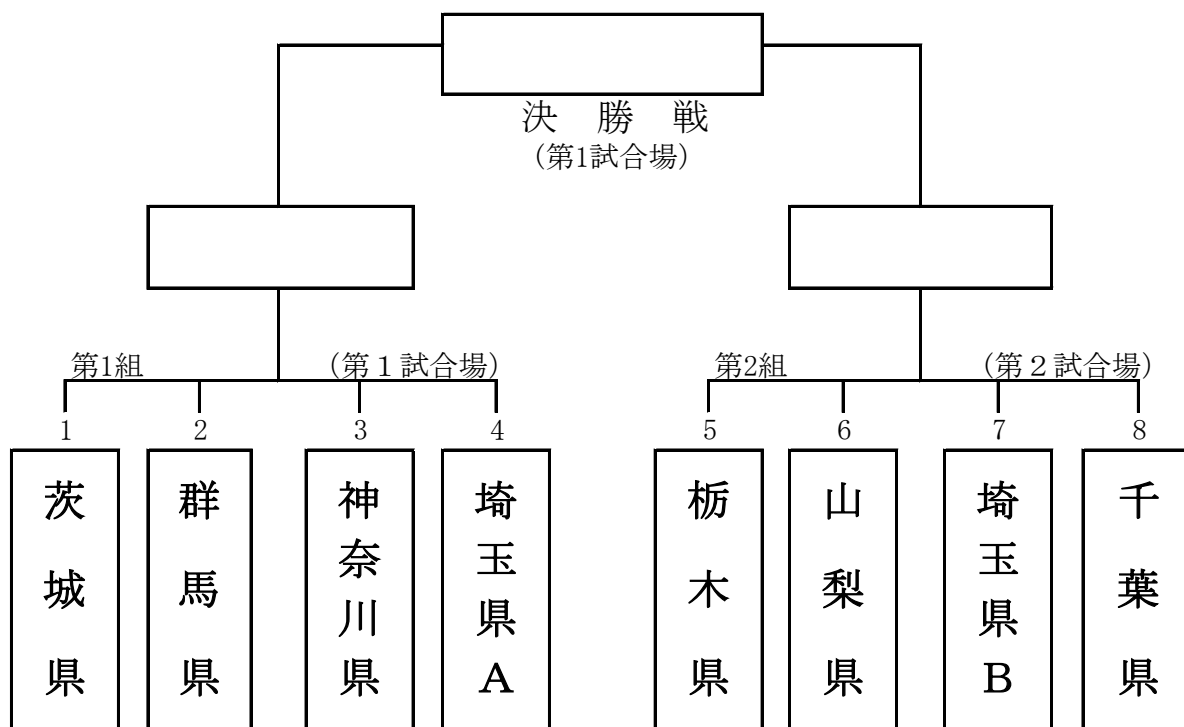 決　勝　戦
(第1試合場)
第1組
(第１試合場)
第2組
(第２試合場)
1
2
3
4
5
6
7
8
茨城県
群馬県
神奈川県
埼玉県A
栃木県
山梨県
埼玉県B
千葉県